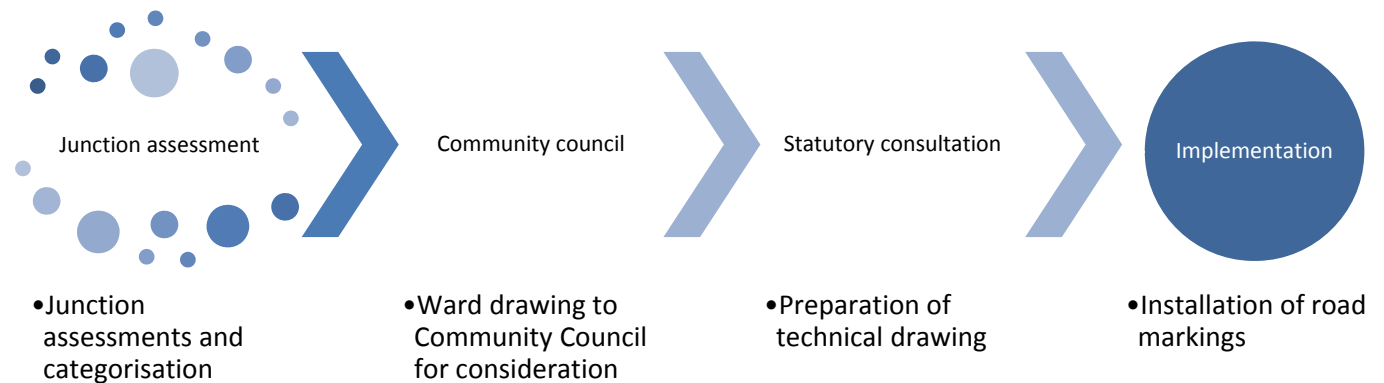 Junction assessment
Community council
Statutory consultation
Implementation
•Junction
assessments and
categorisation
•Ward drawing to
Community Council
for consideration
•Preparation of
technical drawing
•Installation of road
markings